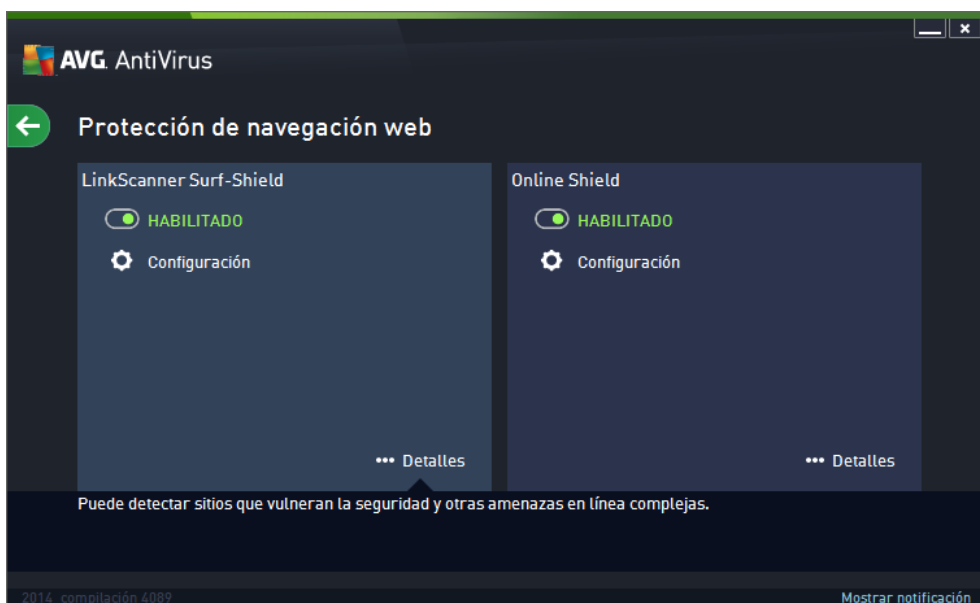 AVG. AntiVirus
Protección de navegación web
LinkScanner Surf-Shield
HABILITADO
Configuración
Detalles
Online Shield
HABILITADO
Configuración
Detalles
Puede detectar sitios que vulneran la seguridad y otras amenazas en línea complejas.
2014 compilación 4089
Mostrar notificación